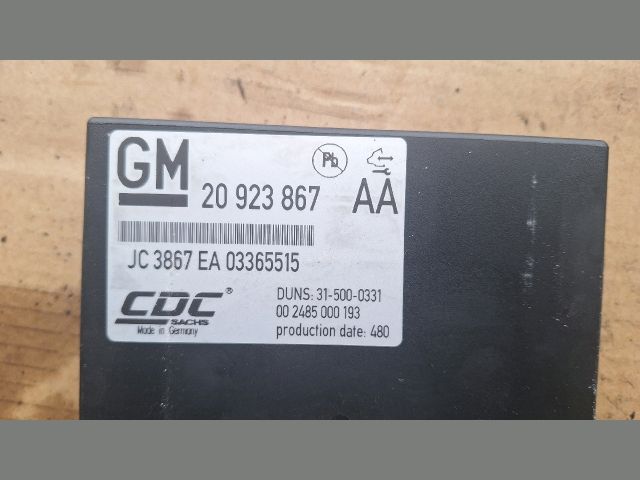 GM
Pb
20 923 867 AA
JC 3867 EA 03365515
CDC®
SACHS
Made in Germany
DUNS: 31-500-0331
00 2485 000 193
production date: 480